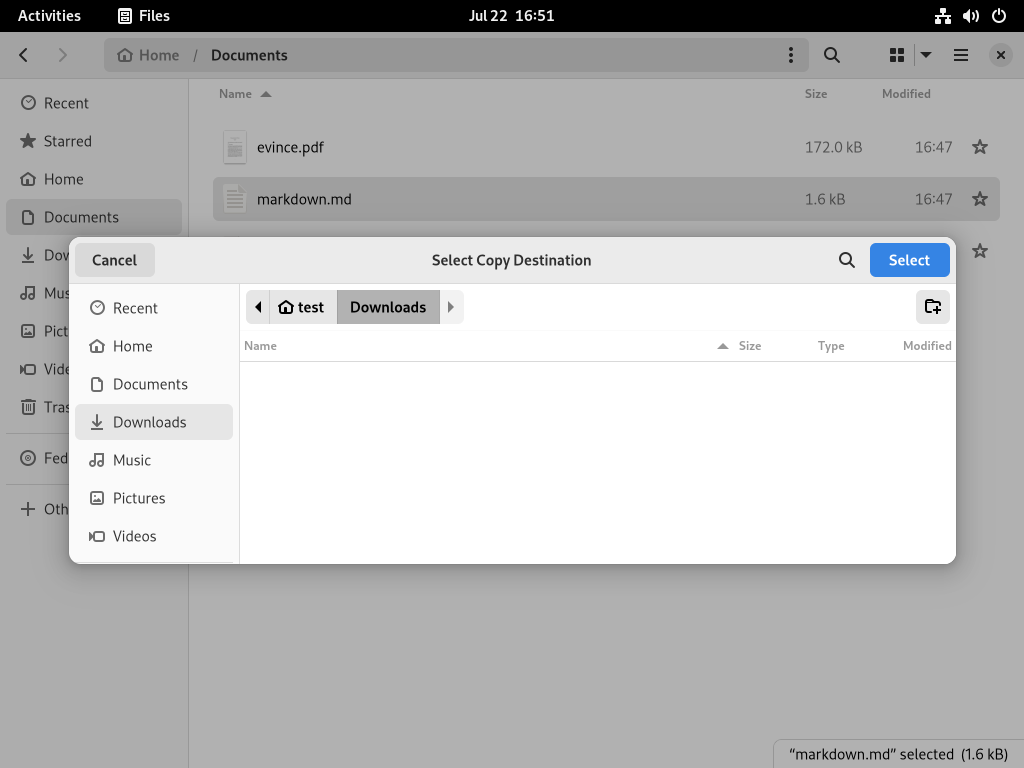 Activities Files Jul 22 16:51
Home / Documents
Name Size Modified
Recent
Starred
Home
Documents
Dow
Mus
Pict
Vide
Tras
Fed
Oth
evince.pdf 172.0 kB 16:47
markdown.md 1.6 kB 16:47
Cancel Select Copy Destination Select
Recent
Home
Documents
Downloads
Music
Pictures
Videos
test Downloads
Name Size Type Modified
“markdown.md” selected (1.6 kB)